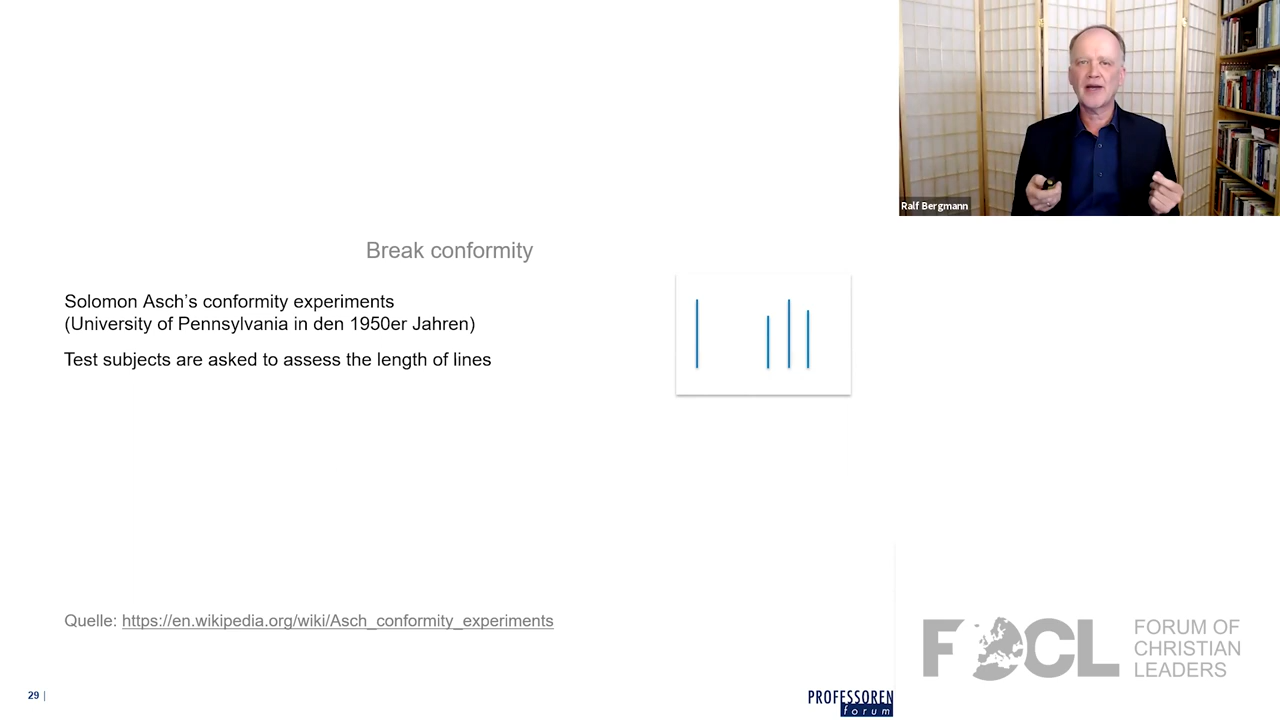 Ralf Bergmann
Break conformity
Solomon Asch’s conformity experiments
(University of Pennsylvania in den 1950er Jahren)
Test subjects are asked to assess the length of lines
Quelle: https://en.wikipedia.org/wiki/Asch_conformity_experiments
29 |
PROFESSOREN
forum
FOCL
FORUM OF
CHRISTIAN
LEADERS